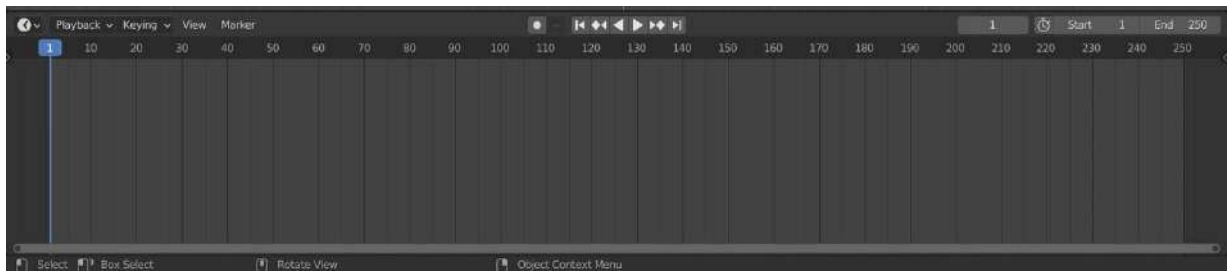 Playback Keying View Marker 1 Start 1 End 250
1 10 20 30 40 50 60 70 80 90 100 110 120 130 140 150 160 170 180 190 200 210 220 230 240 250
Select Box Select Rotate View Object Context Menu